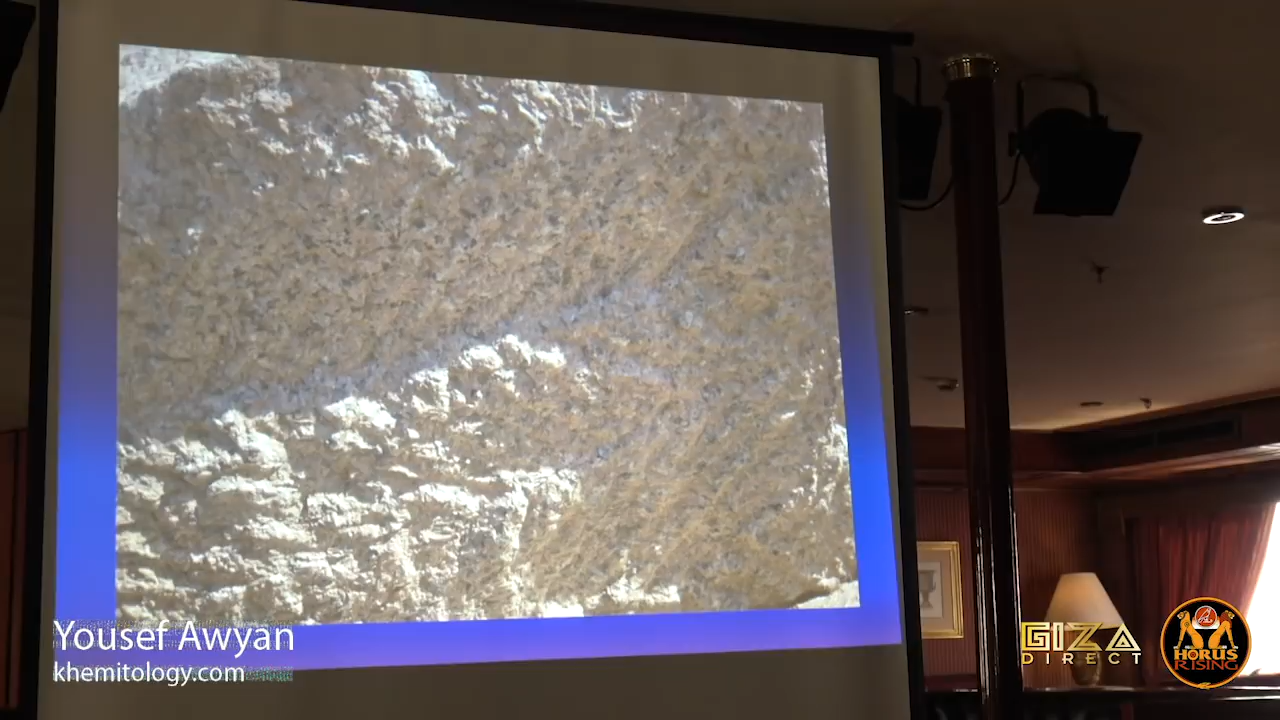 Yousef Awyan
khemitology.com
GIZA
DIRECT
HORUS
RISING